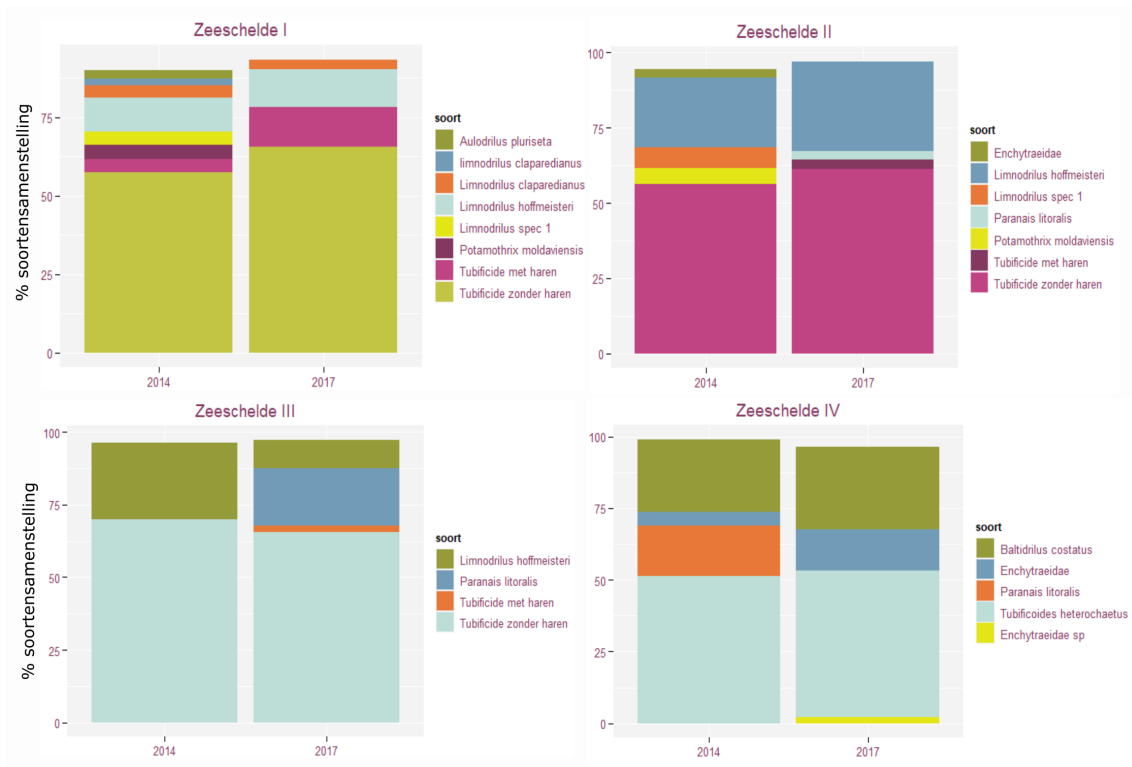 Zeeschelde I
% soortensamenstelling
75
50
25
0
2014
2017
soort
Aulodrilus pluriseta
limnodrilus claparedianus
Limnodrilus claparedianus
Limnodrilus hoffmeisteri
Limnodrilus spec 1
Potamothrix moldaviensis
Tubificide met haren
Tubificide zonder haren
Zeeschelde II
100
75
50
25
0
2014
2017
soort
Enchytraeidae
Limnodrilus hoffmeisteri
Limnodrilus spec 1
Paranais litoralis
Potamothrix moldaviensis
Tubificide met haren
Tubificide zonder haren
Zeeschelde III
% soortensamenstelling
100
75
50
25
0
2014
2017
soort
Limnodrilus hoffmeisteri
Paranais litoralis
Tubificide met haren
Tubificide zonder haren
Zeeschelde IV
100
75
50
25
0
2014
2017
soort
Baltidrilus costatus
Enchytraeidae
Paranais litoralis
Tubificoides heterochaetus
Enchytraeidae sp